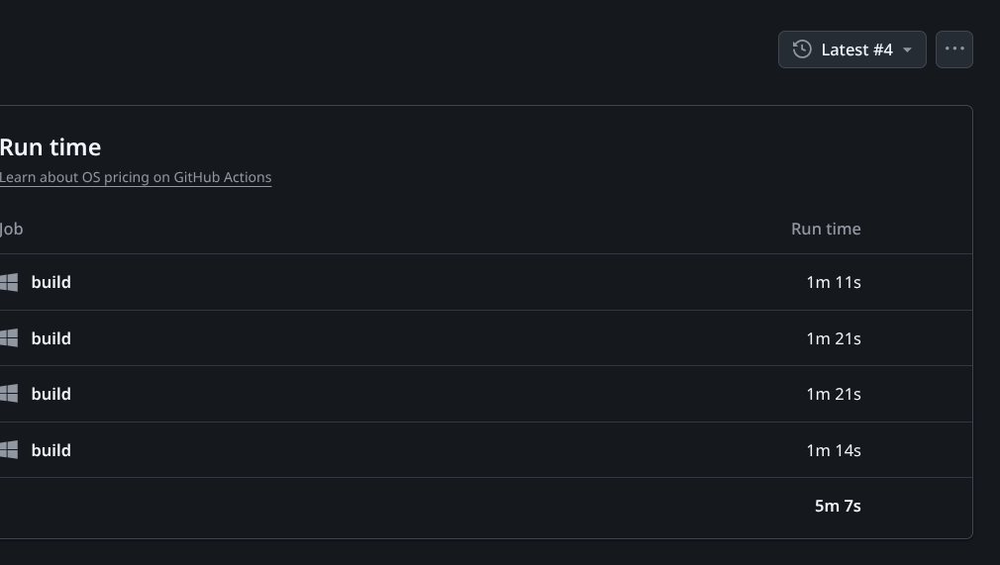 Latest #4
Run time
Learn about OS pricing on GitHub Actions
Job Run time
build 1m 11s
build 1m 21s
build 1m 21s
build 1m 14s
5m 7s